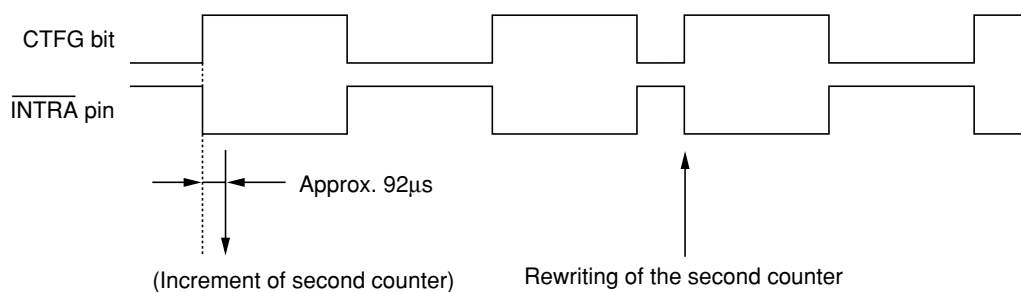 CTFG bit
INTRA pin
Approx. 92μs
(Increment of second counter)
Rewriting of the second counter